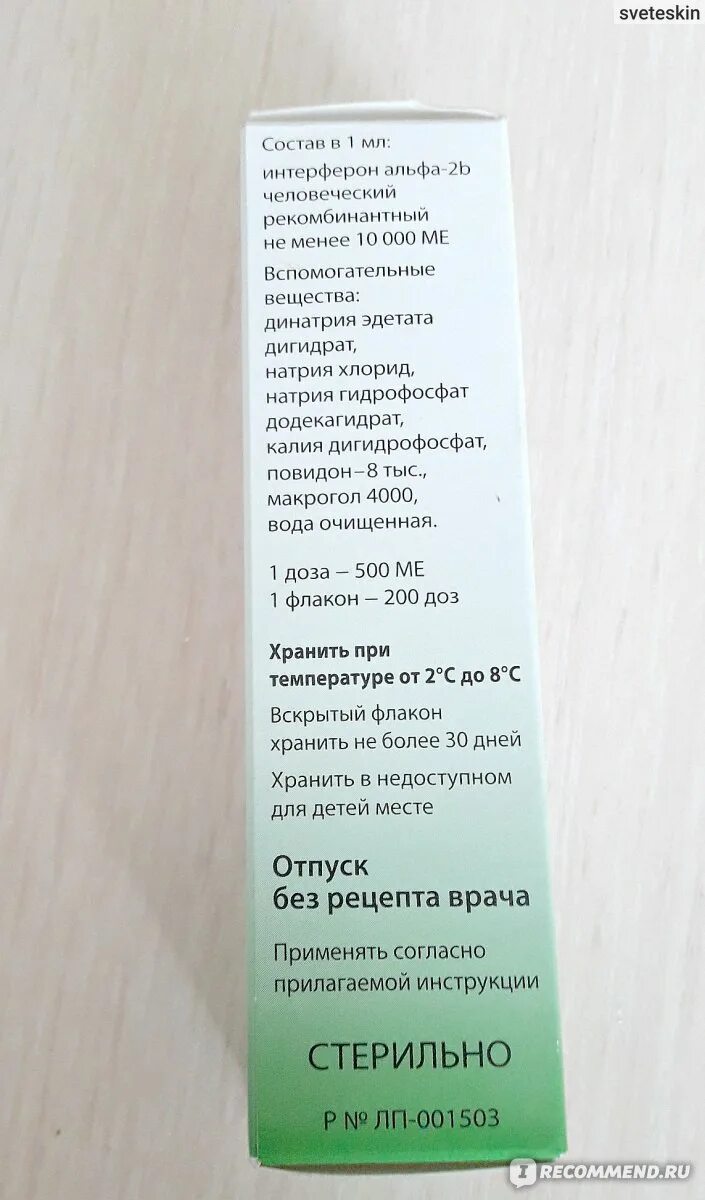 sveteskin
Состав в 1 мл:
интерферон альфа-2b
человеческий
рекомбинантный
не менее 10 000 МЕ
Вспомогательные
вещества:
динатрия эдетата
дигидрат,
натрия хлорид,
натрия гидрофосфат
додекагидрат,
калия дигидрофосфат,
повидон–8 тыс.,
макрогол 4000,
вода очищенная.
1 доза – 500 МЕ
1 флакон – 200 доз
Хранить при
температуре от 2°С до 8°С
Вскрытый флакон
хранить не более 30 дней
Хранить в недоступном
для детей месте
Отпуск
без рецепта врача
Применять согласно
прилагаемой инструкции
СТЕРИЛЬНО
Р № ЛП-001503
IRECOMMEND.RU